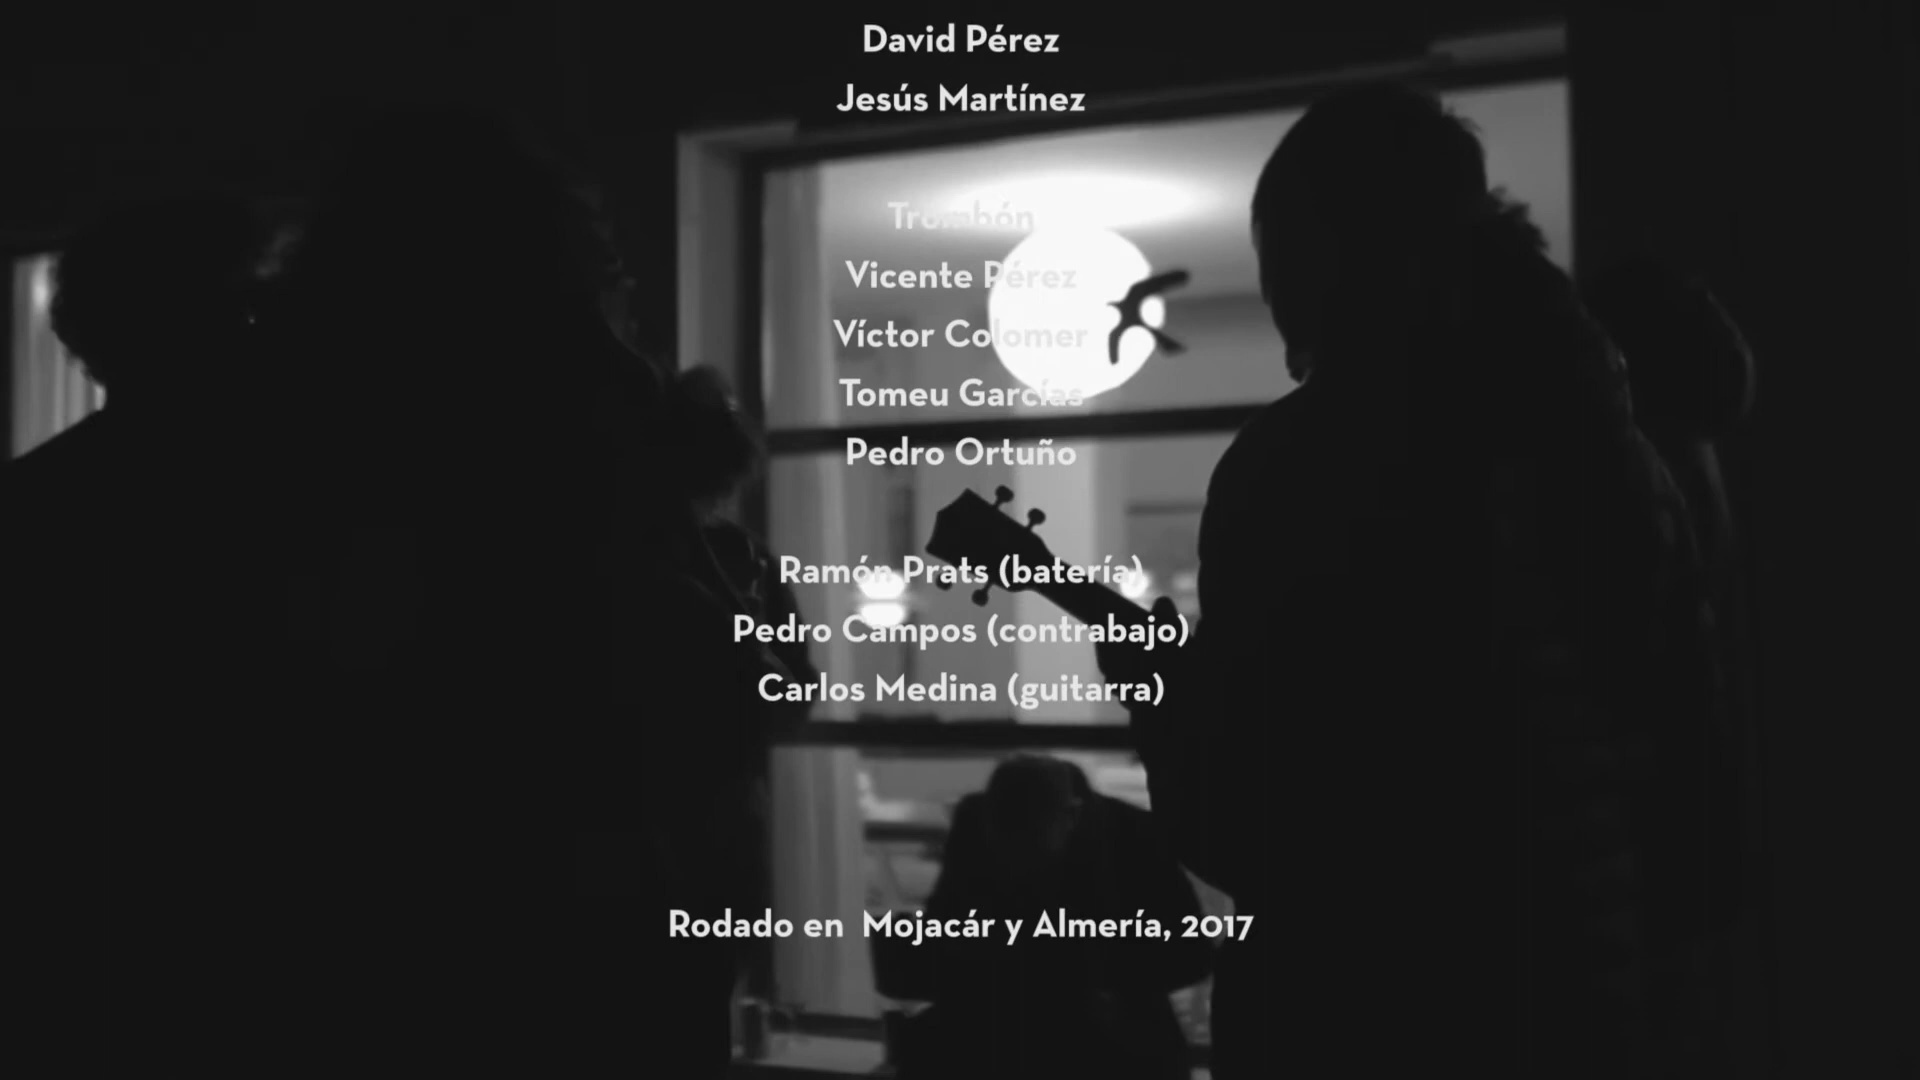 David Pérez
Jesús Martínez
Trombón
Vicente Pérez
Víctor Colomer
Tomeu Garcías
Pedro Ortuño
Ramón Prats (batería)
Pedro Campos (contrabajo)
Carlos Medina (guitarra)
Rodado en  Mojacár y Almería, 2017